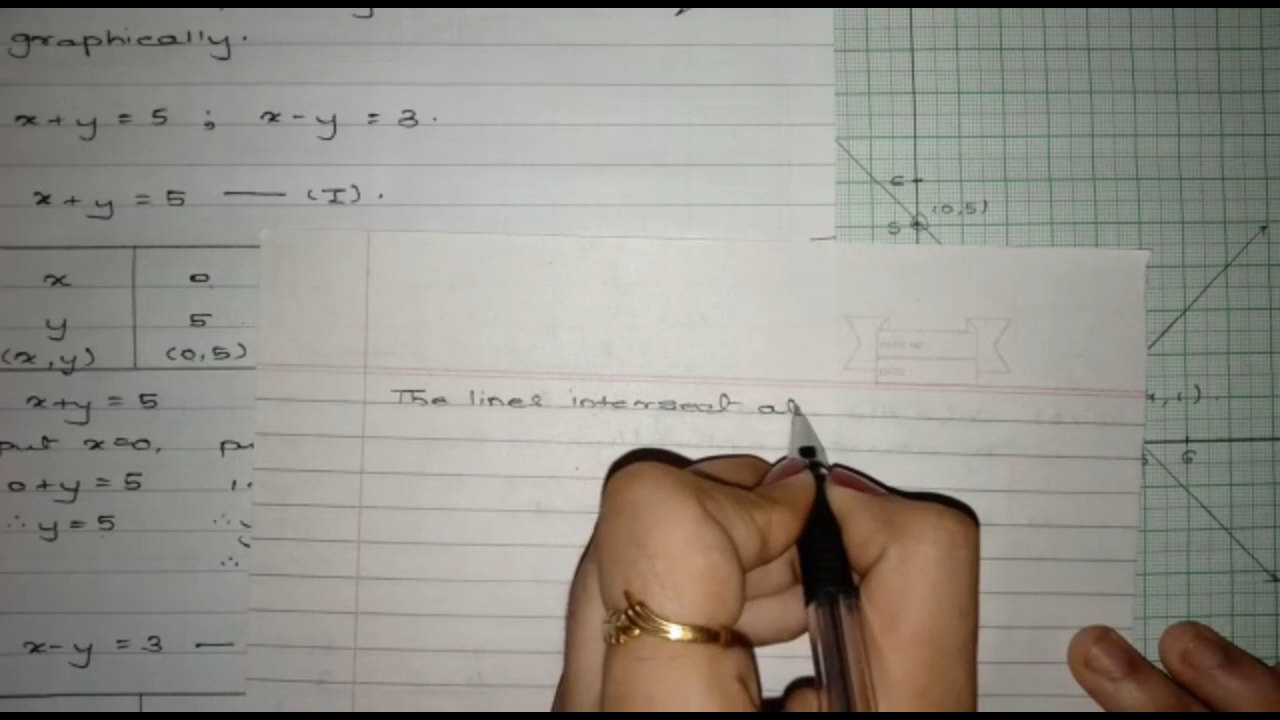 graphically.
x + y = 5 ; x - y = 3.
x + y = 5 —— (I).
x 0
y 5
(x, y) (0,5)
x+y = 5
put x=0,
0+y = 5
∴ y = 5
x - y = 3 —
The lines intersect at
6
(0,5)
5
, 1)
6